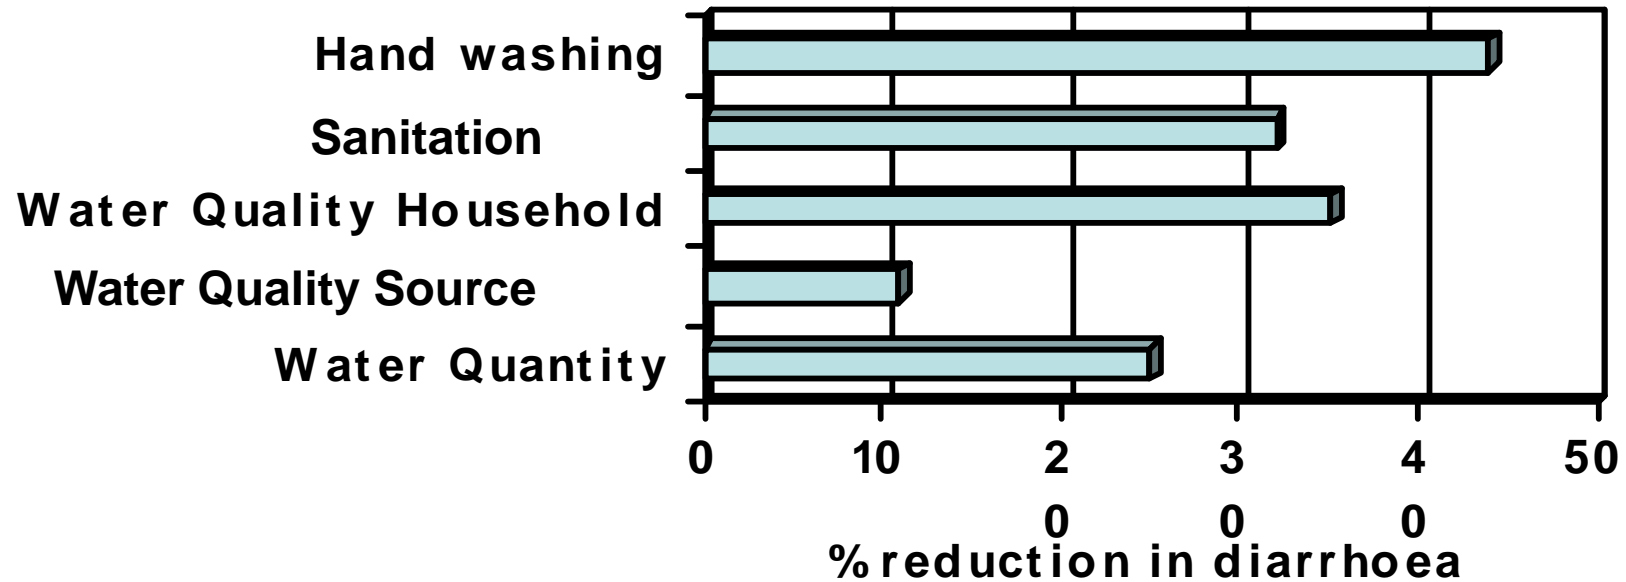 Hand washing
Sanitation
Water Quality Household
Water Quality Source
Water Quantity
0 10 2 3 4 50
0 0 0
% reduction in diarrhoea